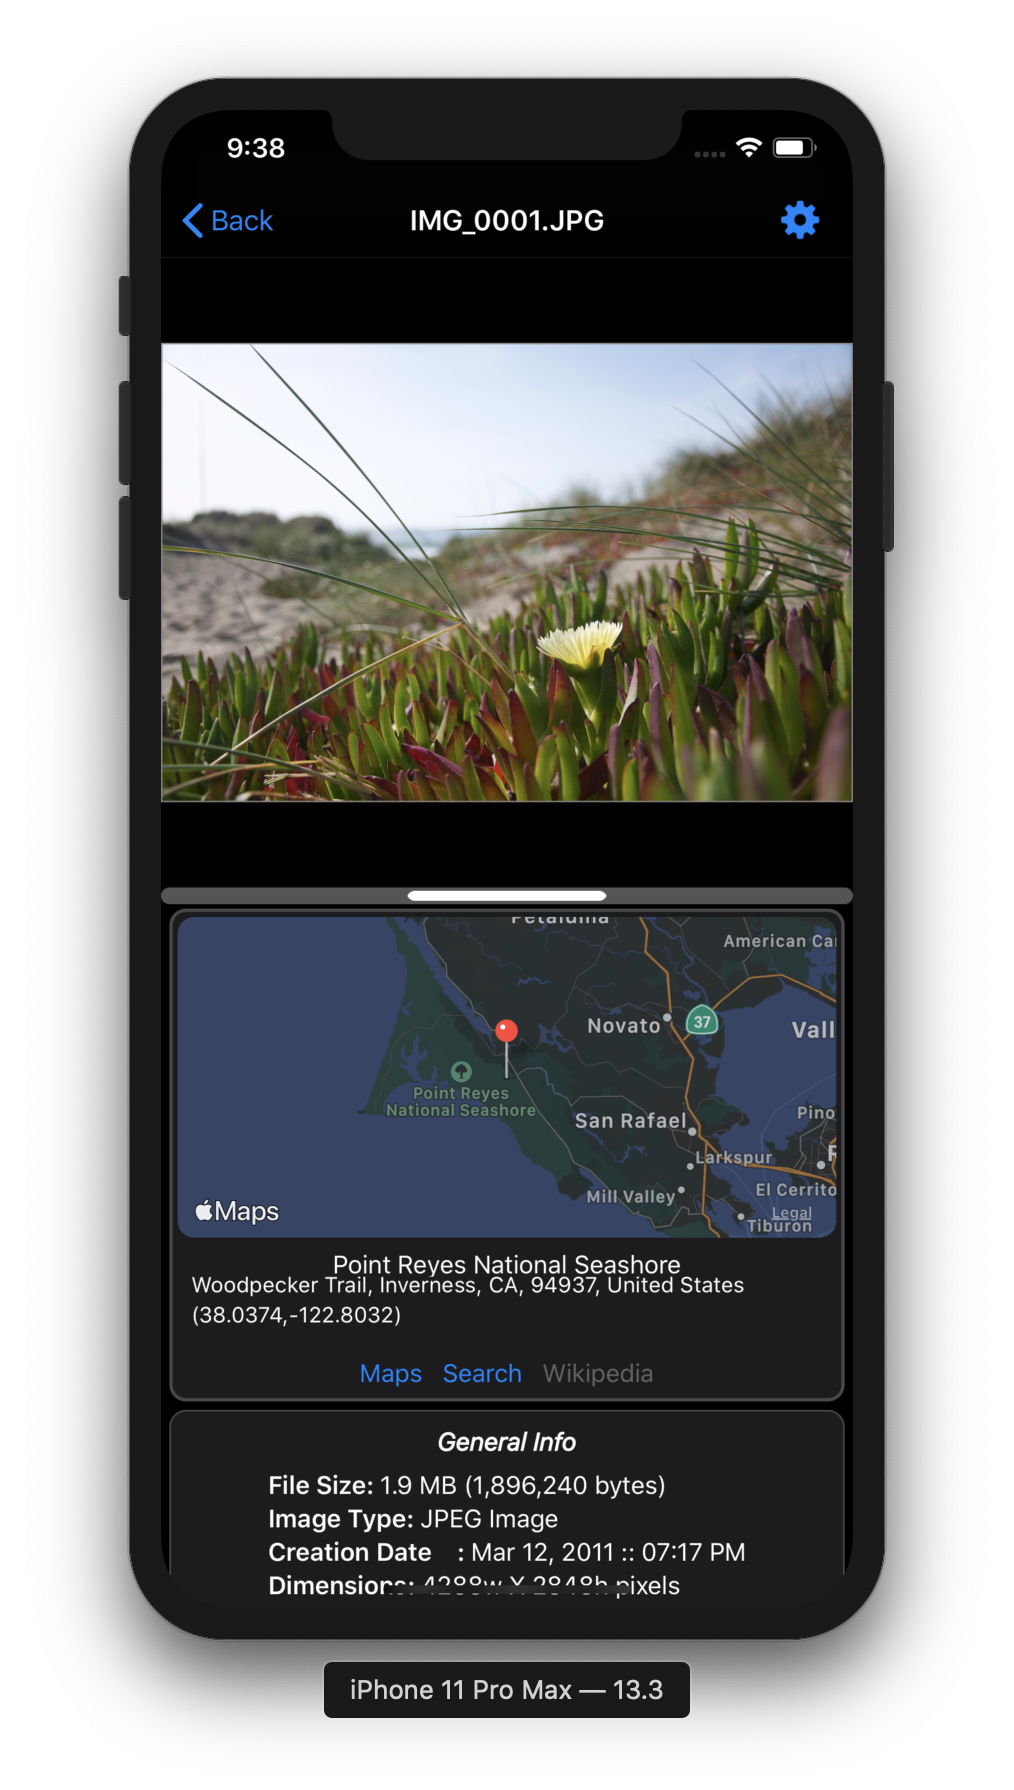 9:38
Back
IMG_0001.JPG
Petaluma
American Ca
Novato
37
Vall
Point Reyes
National Seashore
San Rafael
Pino
Larkspur
R
Mill Valley
El Cerrito
Maps
Legal
Tiburon
Point Reyes National Seashore
Woodpecker Trail, Inverness, CA, 94937, United States
(38.0374,-122.8032)
Maps Search Wikipedia
General Info
File Size: 1.9 MB (1,896,240 bytes)
Image Type: JPEG Image
Creation Date : Mar 12, 2011 :: 07:17 PM
Dimensions: 4288w X 2848h pixels
iPhone 11 Pro Max — 13.3